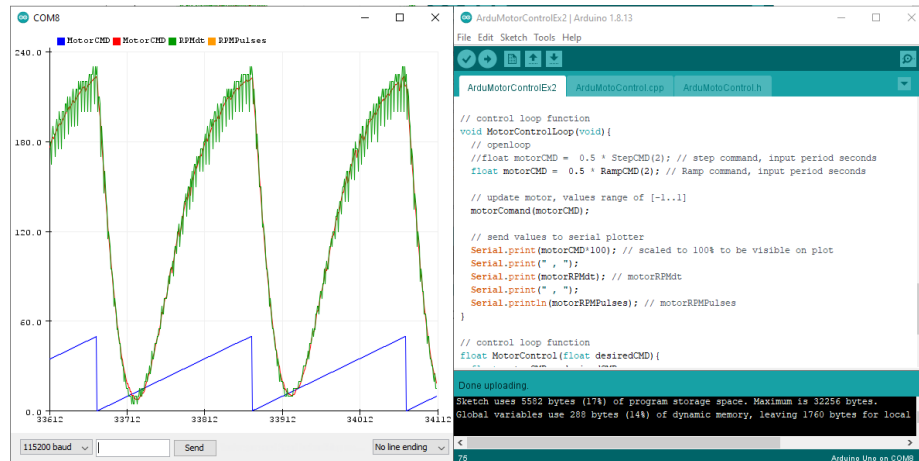 COM8
MotorCMD MotorCMD RPMdt RPMPulses
240.0
180.0
120.0
60.0
0.0
33612 33712 33812 33912 34012 34112
115200 baud Send No line ending
ArduMotorControlEx2 | Arduino 1.8.13
File Edit Sketch Tools Help
ArduMotorControlEx2 ArduMotoControl.cpp ArduMotoControl.h
// control loop function
void MotorControlLoop(void){
// openloop
//float motorCMD = 0.5 * StepCMD(2); // step command, input period seconds
float motorCMD = 0.5 * RampCMD(2); // Ramp command, input period seconds
// update motor, values range of [-1..1]
motorComand(motorCMD);
// send values to serial plotter
Serial.print(motorCMD*100); // scaled to 100% to be visible on plot
Serial.print(" , ");
Serial.print(motorRPMdt); // motorRPMdt
Serial.print(" , ");
Serial.println(motorRPMPulses); // motorRPMPulses
}
// control loop function
float MotorControl(float desiredCMD){
Done uploading.
Sketch uses 5582 bytes (17%) of program storage space. Maximum is 32256 bytes.
Global variables use 288 bytes (14%) of dynamic memory, leaving 1760 bytes for local
75 Arduino Uno on COM8